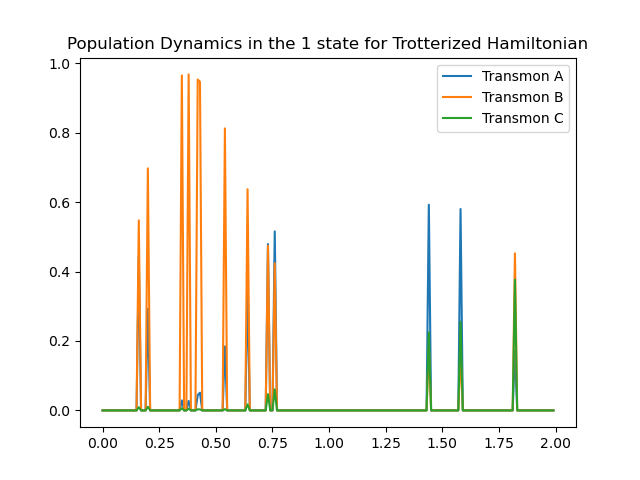 Population Dynamics in the 1 state for Trotterized Hamiltonian
Transmon A
Transmon B
Transmon C
1.0
0.8
0.6
0.4
0.2
0.0
0.00 0.25 0.50 0.75 1.00 1.25 1.50 1.75 2.00